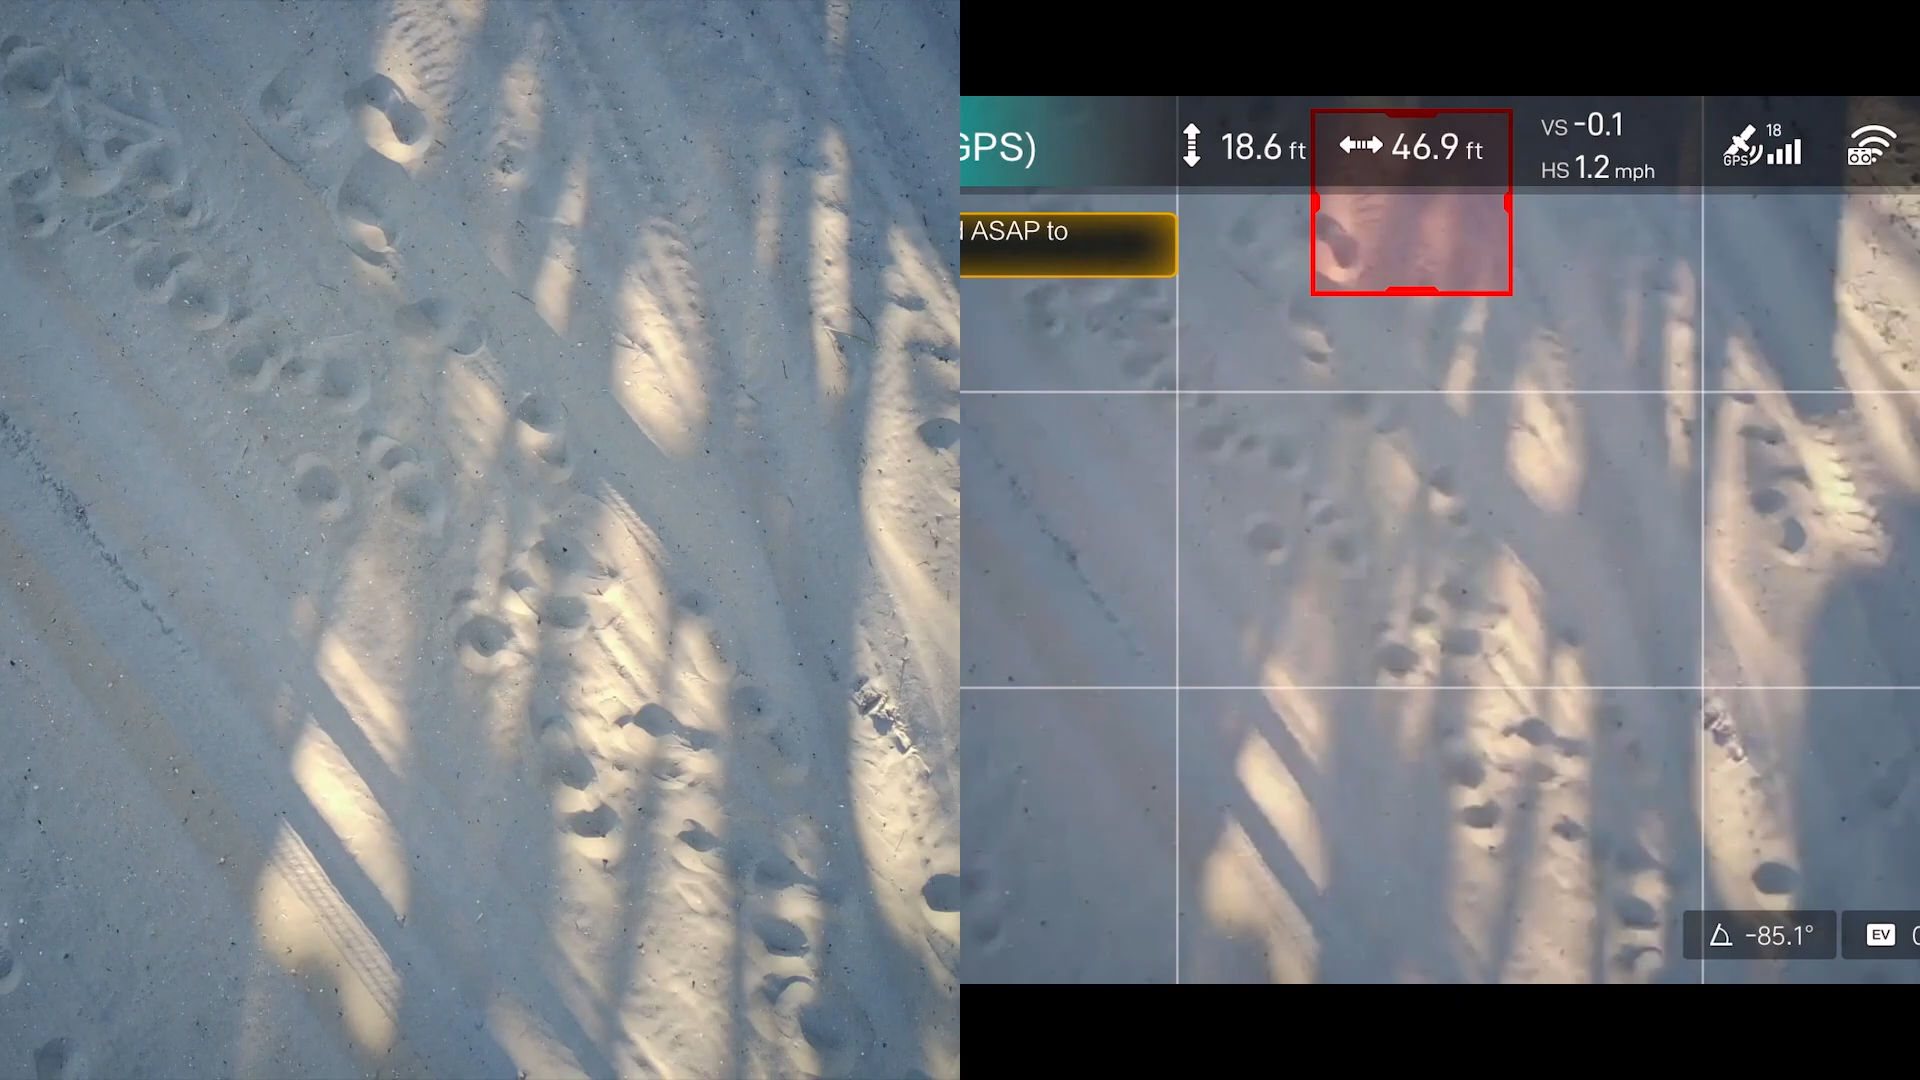 GPS)
18.6 ft
46.9 ft
VS -0.1
HS 1.2 mph
GPS 18
ASAP to
-85.1°
EV